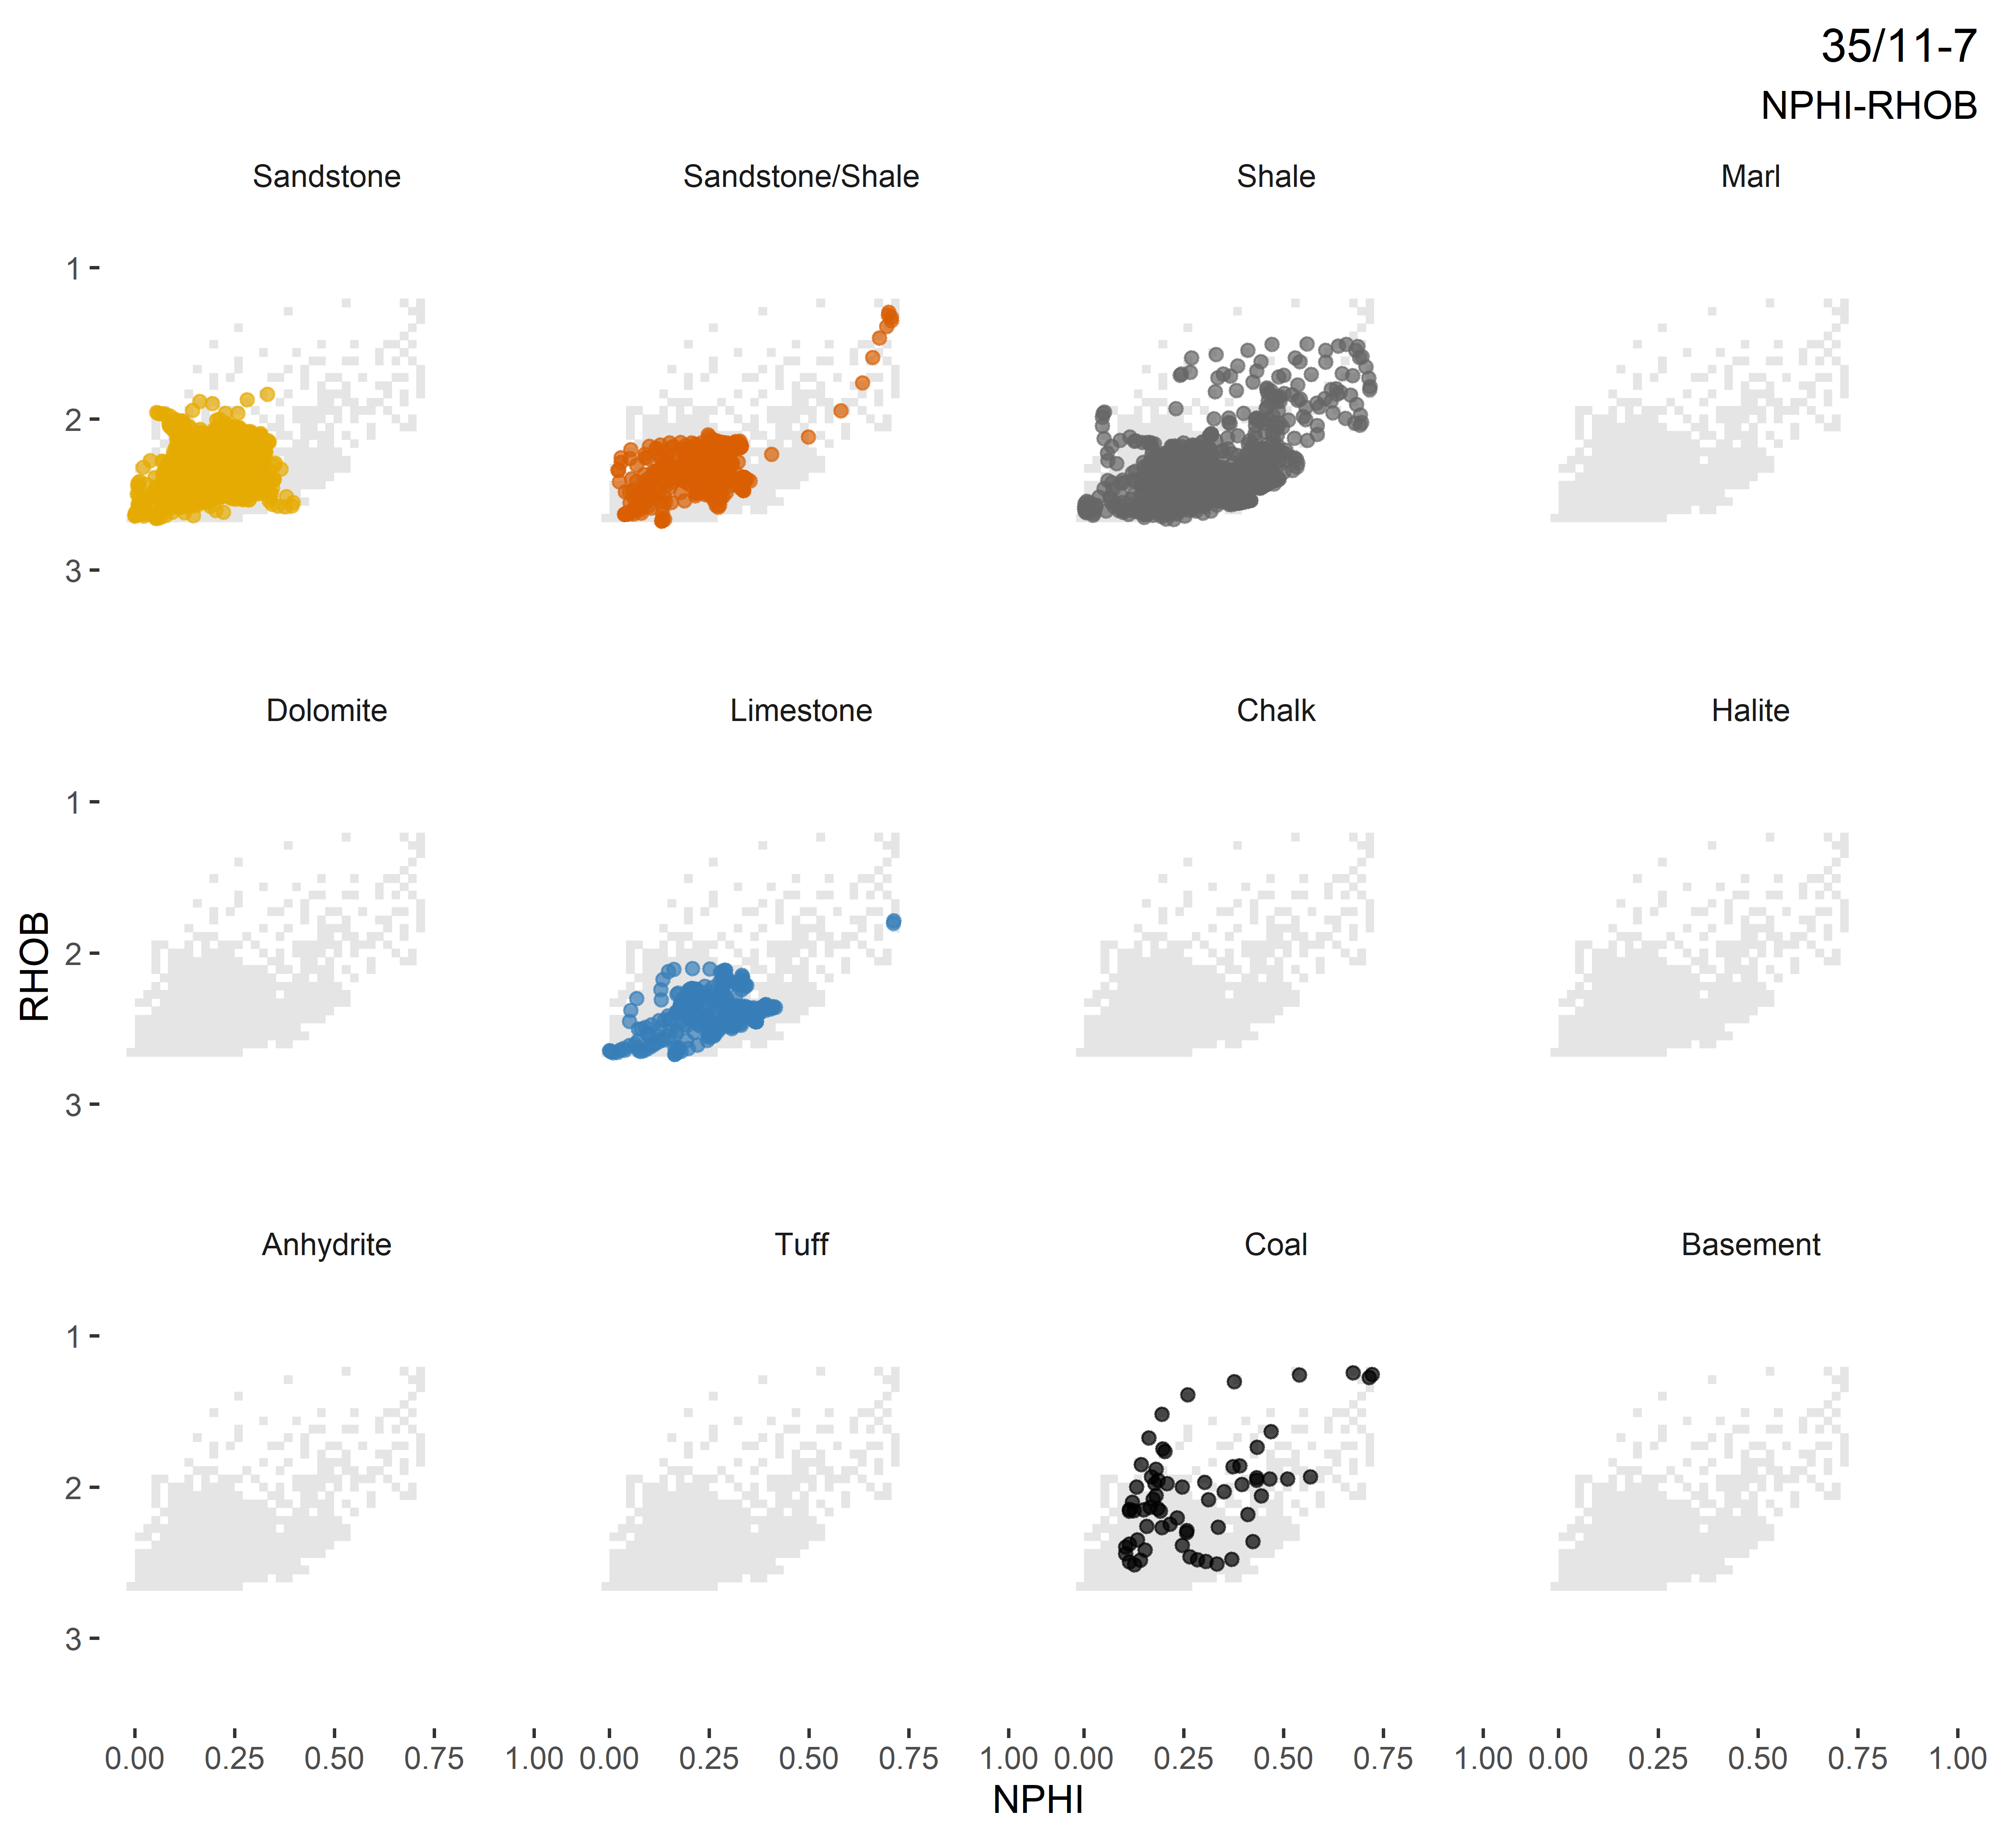 35/11-7
NPHI-RHOB
Sandstone Sandstone/Shale Shale Marl
1
2
3
Dolomite Limestone Chalk Halite
1
2
3
RHOB
Anhydrite Tuff Coal Basement
1
2
3
0.00 0.25 0.50 0.75 1.00 0.00 0.25 0.50 0.75 1.00 0.00 0.25 0.50 0.75 1.00 0.00 0.25 0.50 0.75 1.00
NPHI